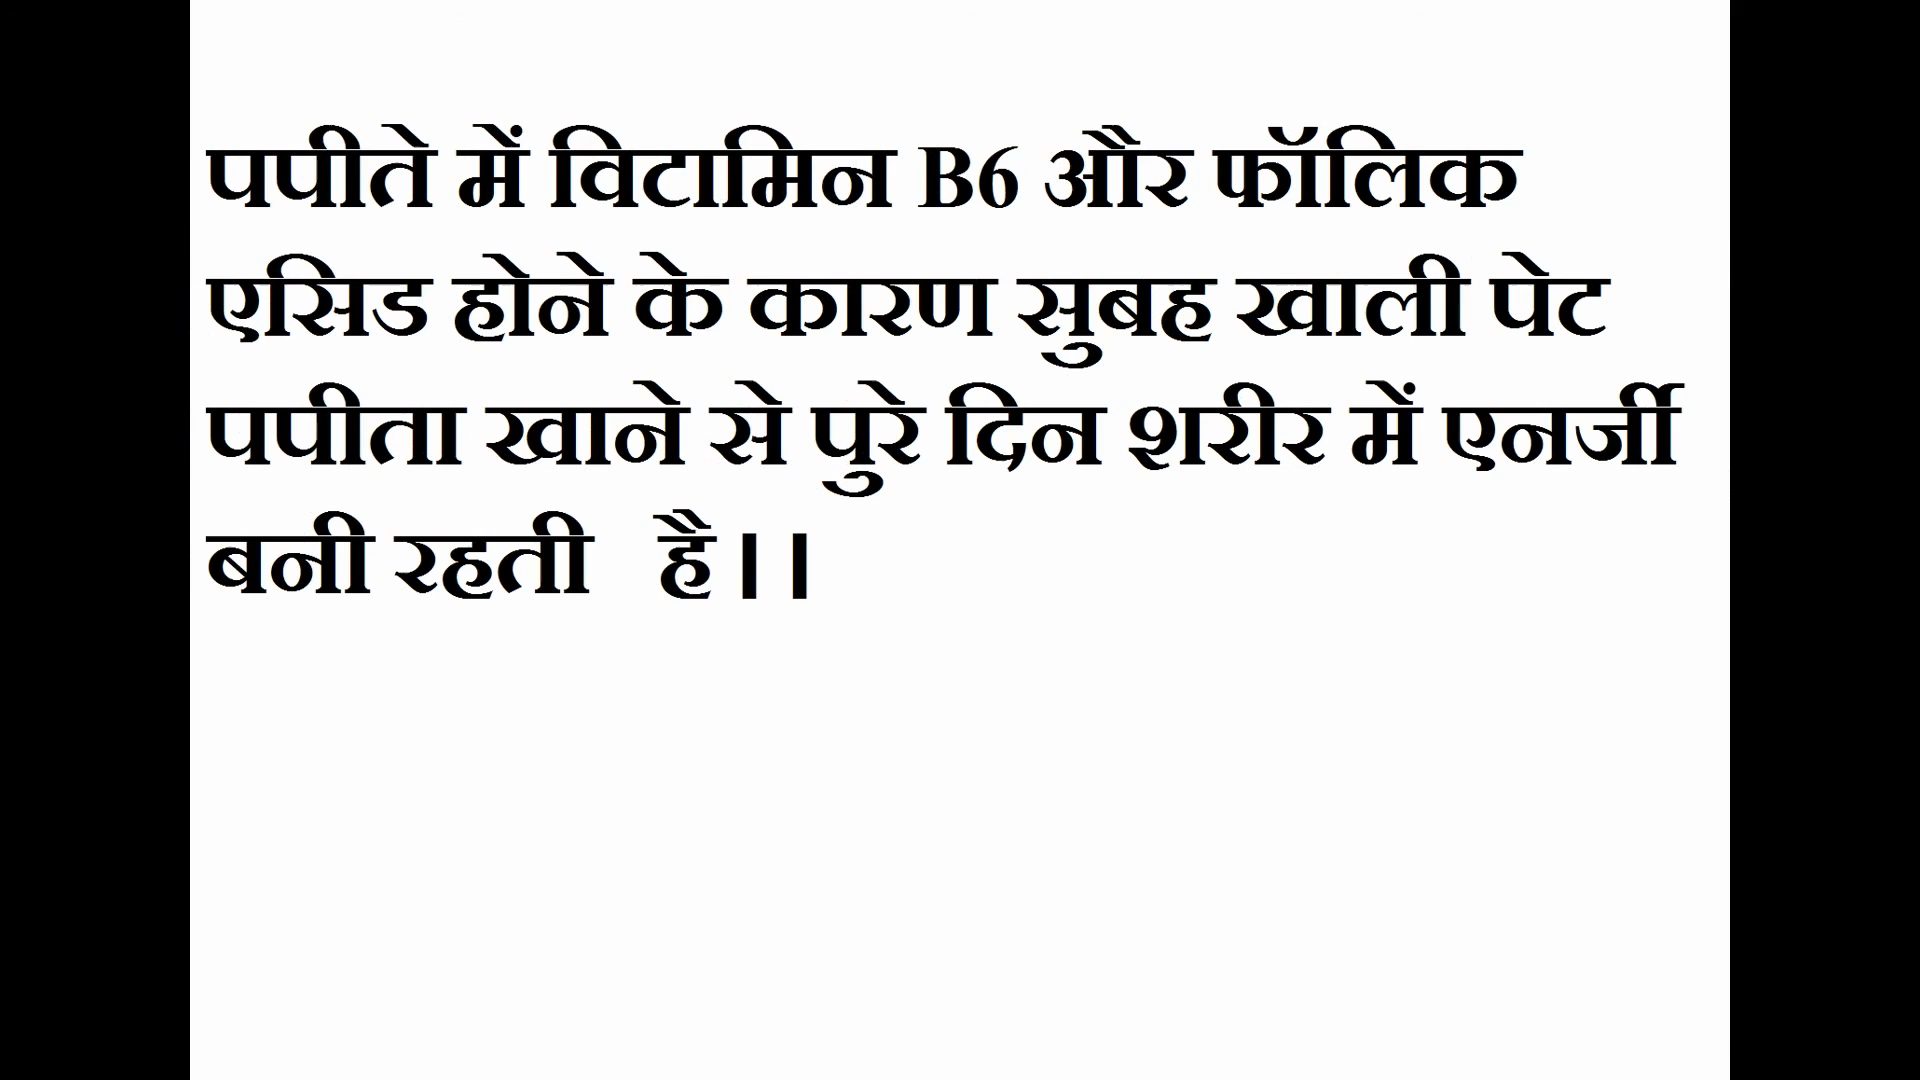 पपीते में विटामिन B6 और फॉलिक
एसिड होने के कारण सुबह खाली पेट
पपीता खाने से पुरे दिन शरीर में एनर्जी
बनी रहती है।।